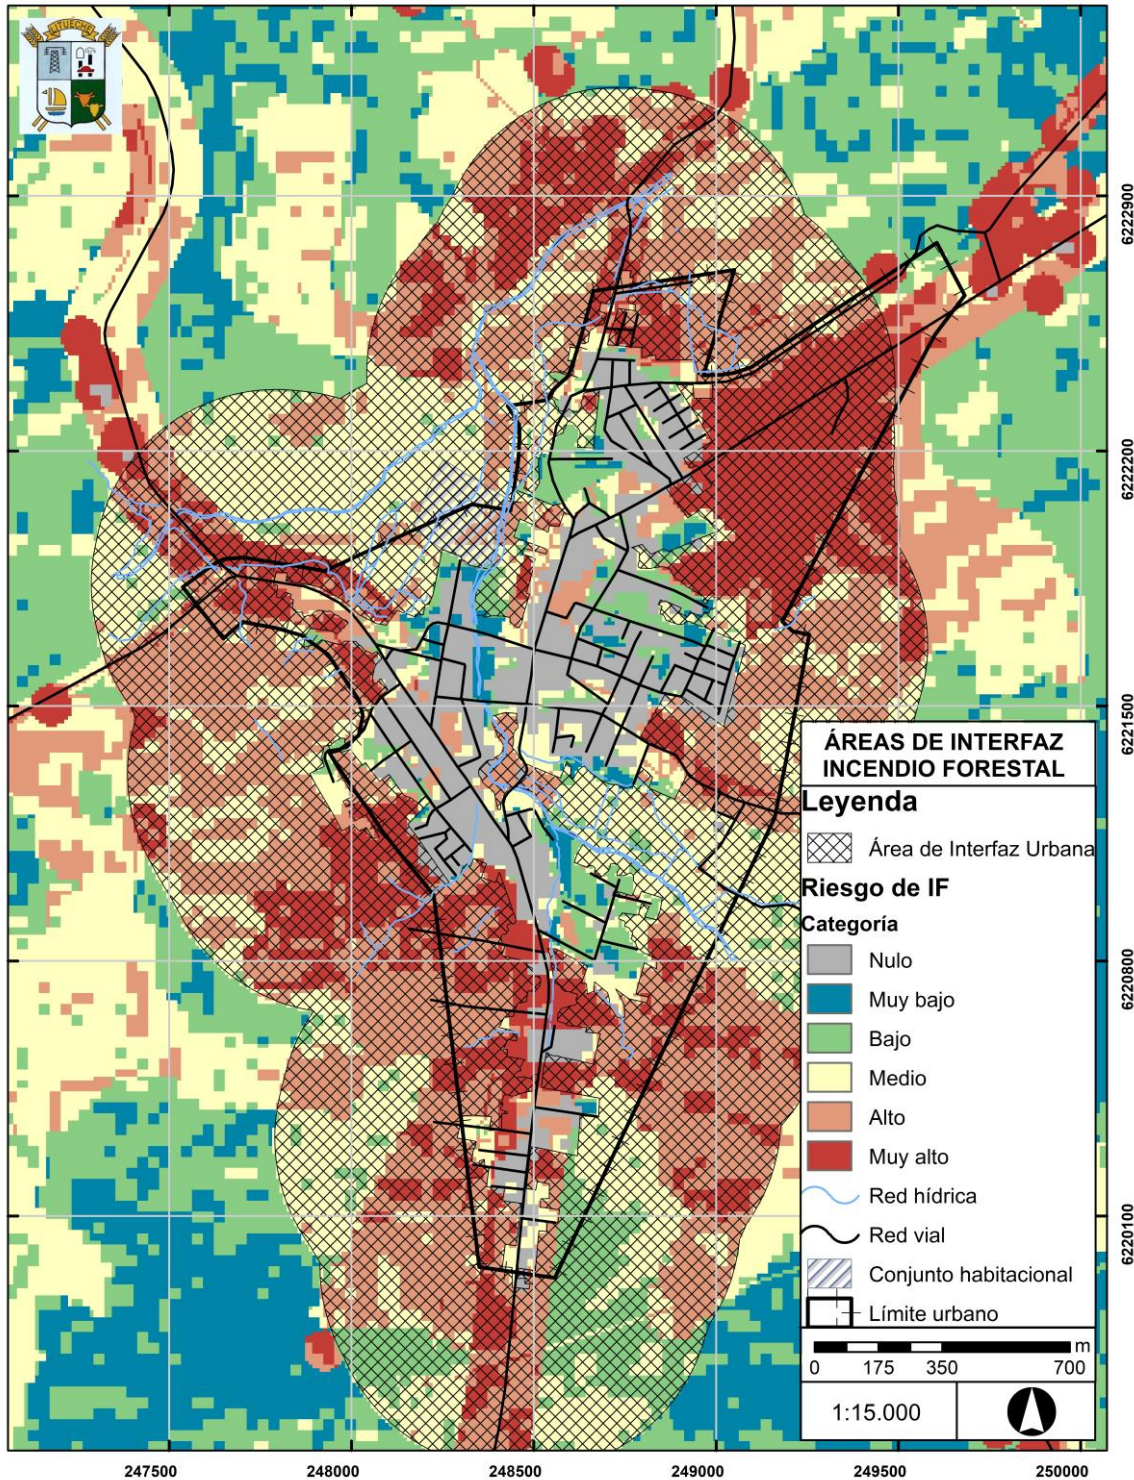 LITUECHE
ÁREAS DE INTERFAZ
INCENDIO FORESTAL
Leyenda
Área de Interfaz Urbana
Riesgo de IF
Categoría
Nulo
Muy bajo
Bajo
Medio
Alto
Muy alto
Red hídrica
Red vial
Conjunto habitacional
Límite urbano
m
0 175 350 700
1:15.000
6222900
6222200
6221500
6220800
6220100
247500 248000 248500 249000 249500 250000